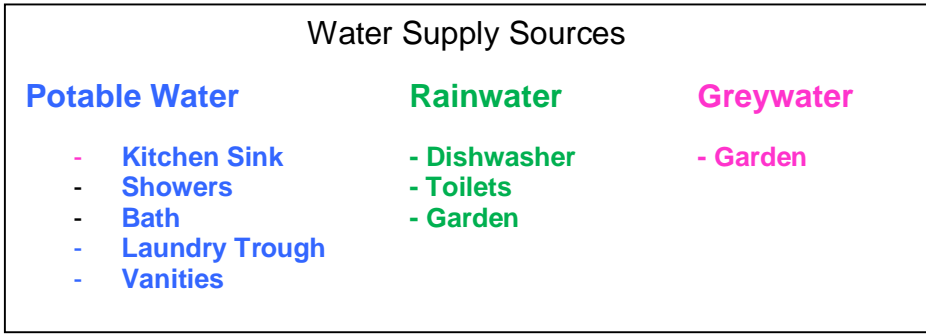 Water Supply Sources
Potable Water Rainwater Greywater
- Kitchen Sink - Dishwasher - Garden
- Showers - Toilets
- Bath - Garden
- Laundry Trough
- Vanities